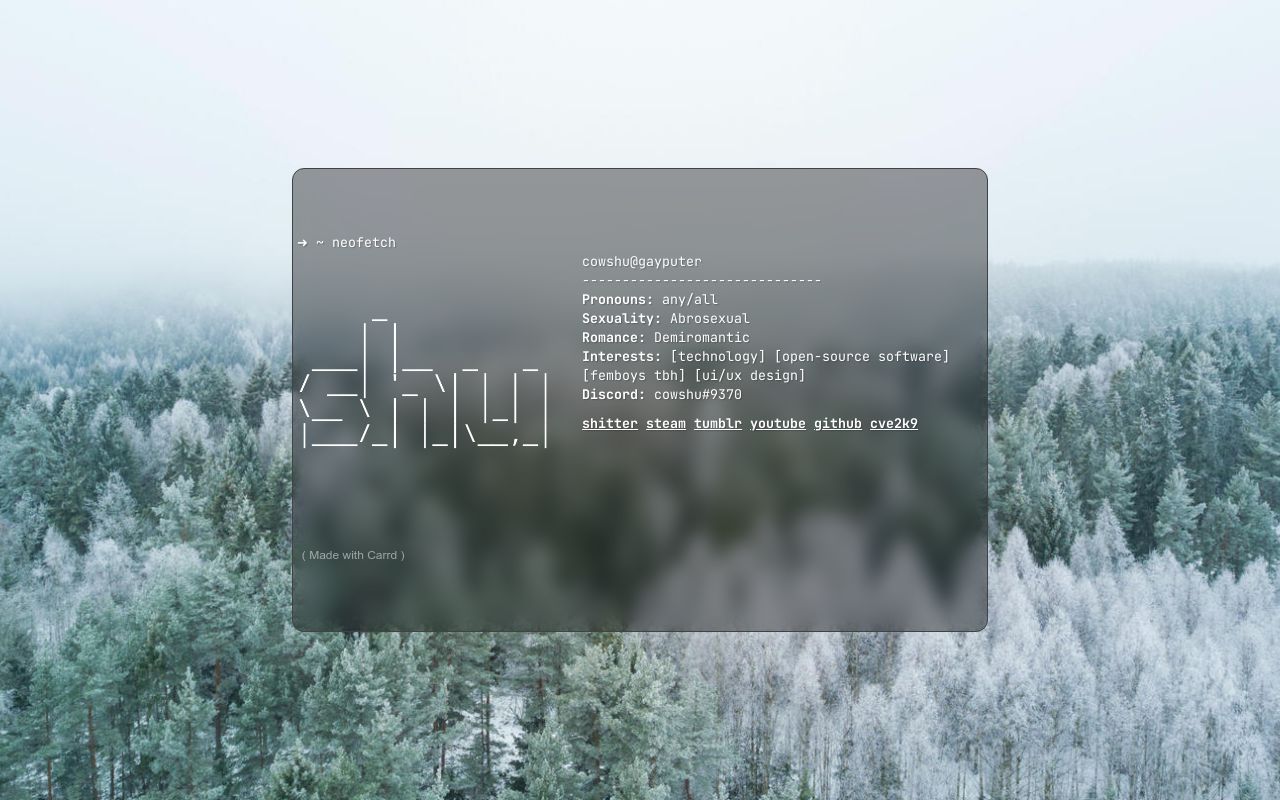 ➜ ~ neofetch
cowshu@gayputer
------------------------------
Pronouns: any/all
Sexuality: Abrosexual
Romance: Demiromantic
Interests: [technology] [open-source software]
[femboys tbh] [ui/ux design]
Discord: cowshu#9370
shitter steam tumblr youtube github cve2k9
shu
( Made with Carrd )